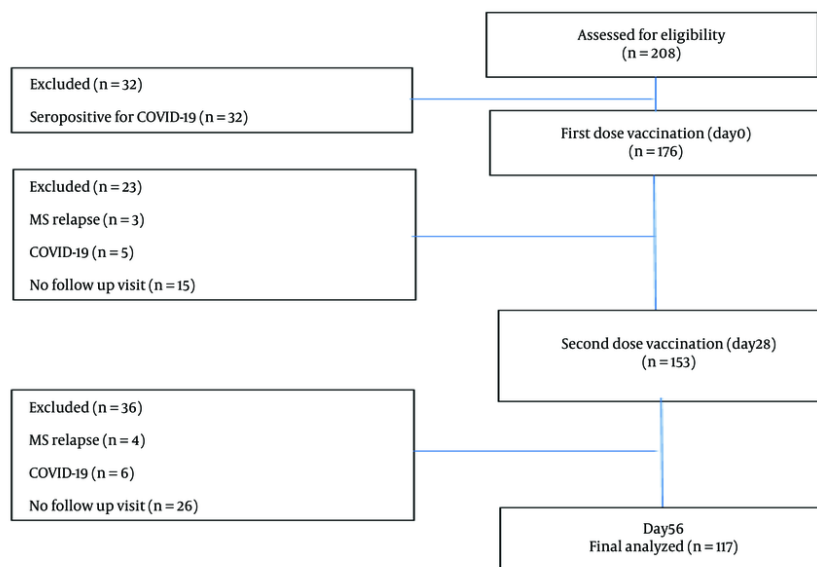 Assessed for eligibility
(n = 208)
Excluded (n = 32)
Seropositive for COVID-19 (n = 32)
First dose vaccination (day0)
(n = 176)
Excluded (n = 23)
MS relapse (n = 3)
COVID-19 (n = 5)
No follow up visit (n = 15)
Second dose vaccination (day28)
(n = 153)
Excluded (n = 36)
MS relapse (n = 4)
COVID-19 (n = 6)
No follow up visit (n = 26)
Day56
Final analyzed (n = 117)